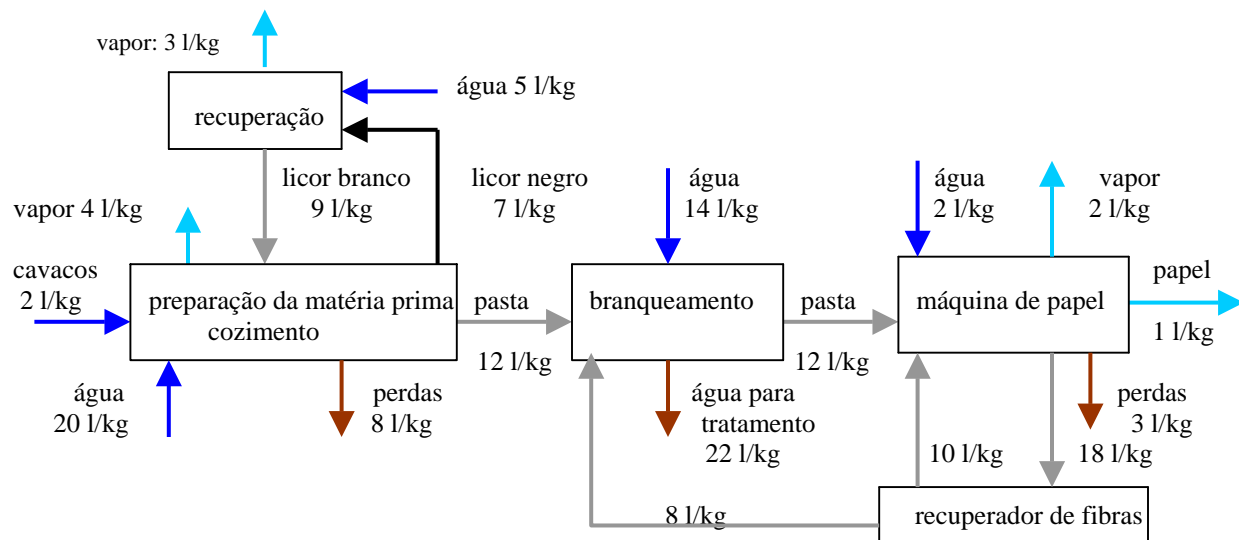 vapor: 3 l/kg
água 5 l/kg
recuperação
licor branco
9 l/kg
licor negro
7 l/kg
água
14 l/kg
água
2 l/kg
vapor
2 l/kg
vapor 4 l/kg
cavacos
2 l/kg
preparação da matéria prima
cozimento
pasta
12 l/kg
branqueamento
pasta
12 l/kg
máquina de papel
papel
1 l/kg
água
20 l/kg
perdas
8 l/kg
água para
tratamento
22 l/kg
perdas
3 l/kg
10 l/kg
18 l/kg
8 l/kg
recuperador de fibras